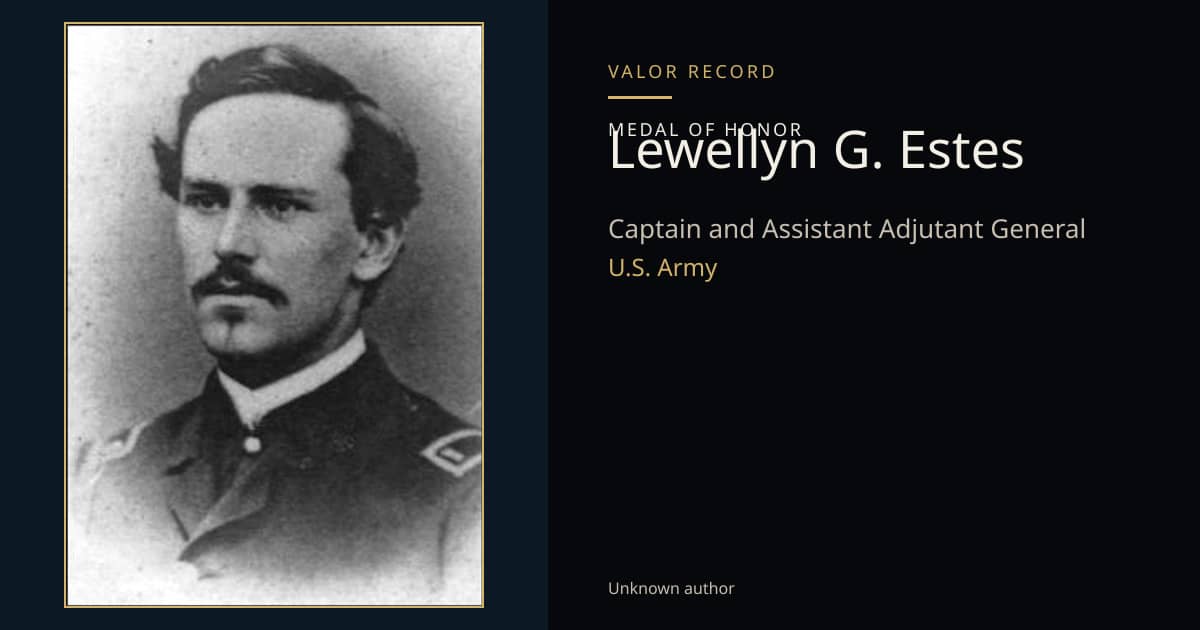 VALOR RECORD
MEDAL OF HONOR
Lewellyn G. Estes
Captain and Assistant Adjutant General
U.S. Army
Unknown author